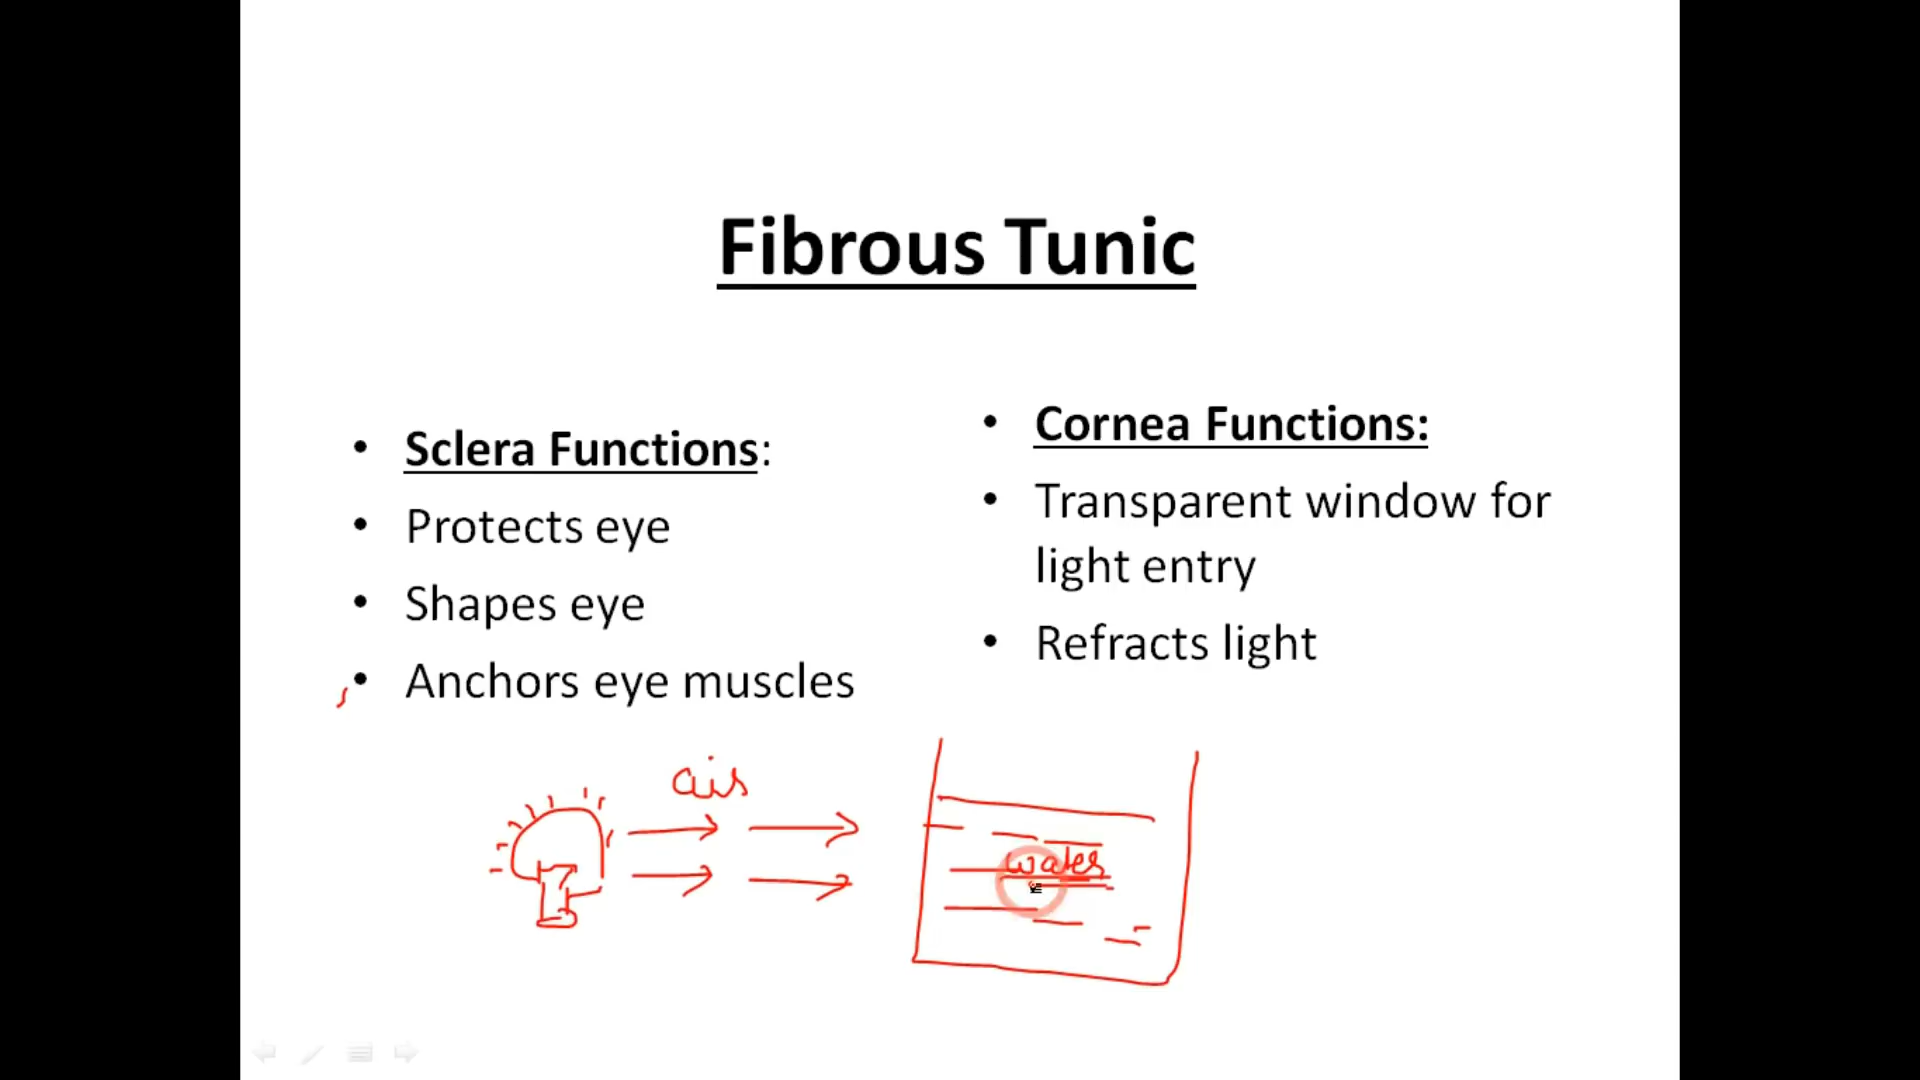 Fibrous Tunic
• Sclera Functions:
• Protects eye
• Shapes eye
• Anchors eye muscles
• Cornea Functions:
• Transparent window for
light entry
• Refracts light
air
water